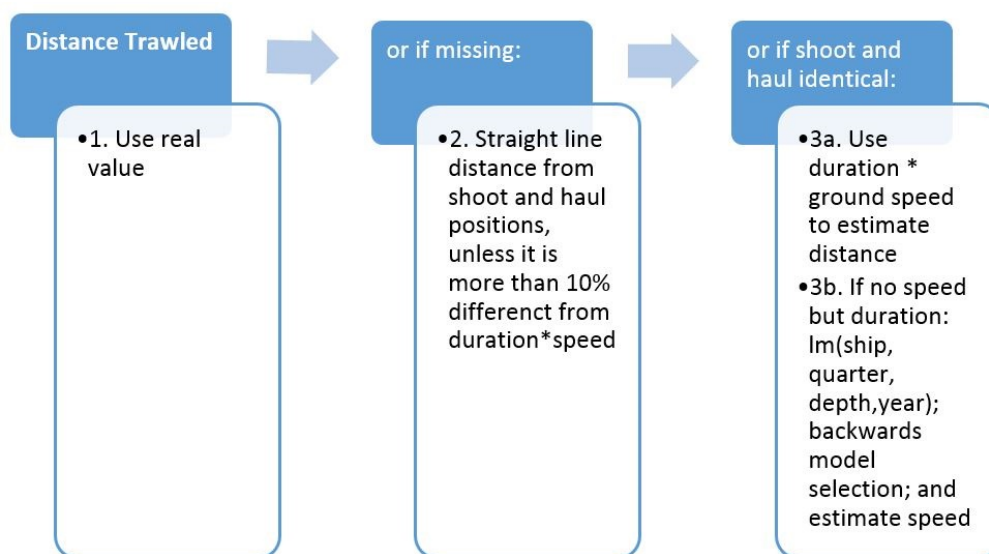 Distance Trawled
•1. Use real
value
or if missing:
•2. Straight line
distance from
shoot and haul
positions,
unless it is
more than 10%
differenct from
duration*speed
or if shoot and
haul identical:
•3a. Use
duration *
ground speed
to estimate
distance
•3b. If no speed
but duration:
lm(ship,
quarter,
depth,year);
backwards
model
selection; and
estimate speed